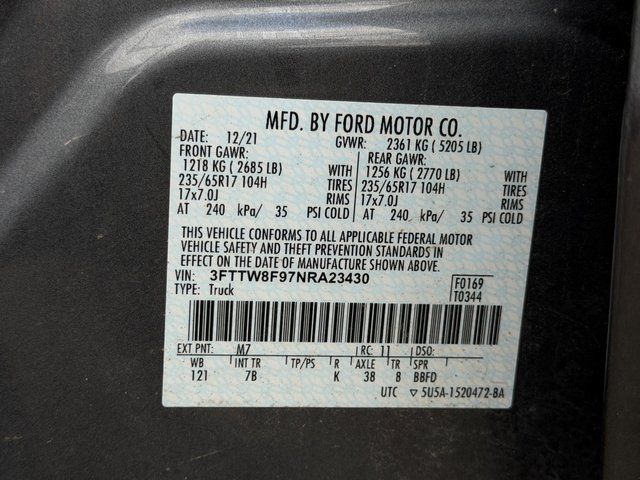 MFD. BY FORD MOTOR CO.
DATE: 12/21 GVWR: 2361 KG ( 5205 LB)
FRONT GAWR: REAR GAWR:
1218 KG ( 2685 LB) WITH 1256 KG ( 2770 LB) WITH
235/65R17 104H TIRES 235/65R17 104H TIRES
17x7.0J RIMS 17x7.0J RIMS
AT 240 kPa/ 35 PSI COLD AT 240 kPa/ 35 PSI COLD
THIS VEHICLE CONFORMS TO ALL APPLICABLE FEDERAL MOTOR
VEHICLE SAFETY AND THEFT PREVENTION STANDARDS IN
EFFECT ON THE DATE OF MANUFACTURE SHOWN ABOVE.
VIN: 3FTTW8F97NRA23430 F0169
TYPE: Truck T0344
EXT PNT: M7 RC: 11 DSO:
WB INT TR TP/PS R AXLE TR SPR
121 7B K 38 8 BBFD
UTC ▽ 5U5A-1520472-BA